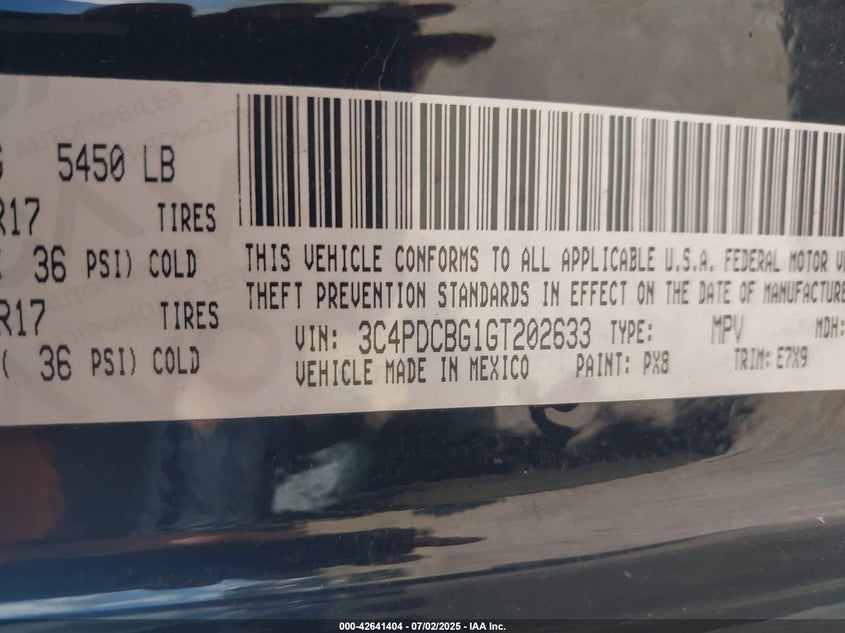 5450 LB
R17 TIRES
36 PSI) COLD
R17 TIRES
( 36 PSI) COLD
THIS VEHICLE CONFORMS TO ALL APPLICABLE U.S.A. FEDERAL MOTOR
THEFT PREVENTION STANDARDS IN EFFECT ON THE DATE OF MANUFACTURE
VIN: 3C4PDCBG1GT202633 TYPE: MPV MDH:
VEHICLE MADE IN MEXICO PAINT: PX8 TRIM: E7X9
AUTOMOBILES
000-42641404 | 07/02/2025 - IAA Inc.